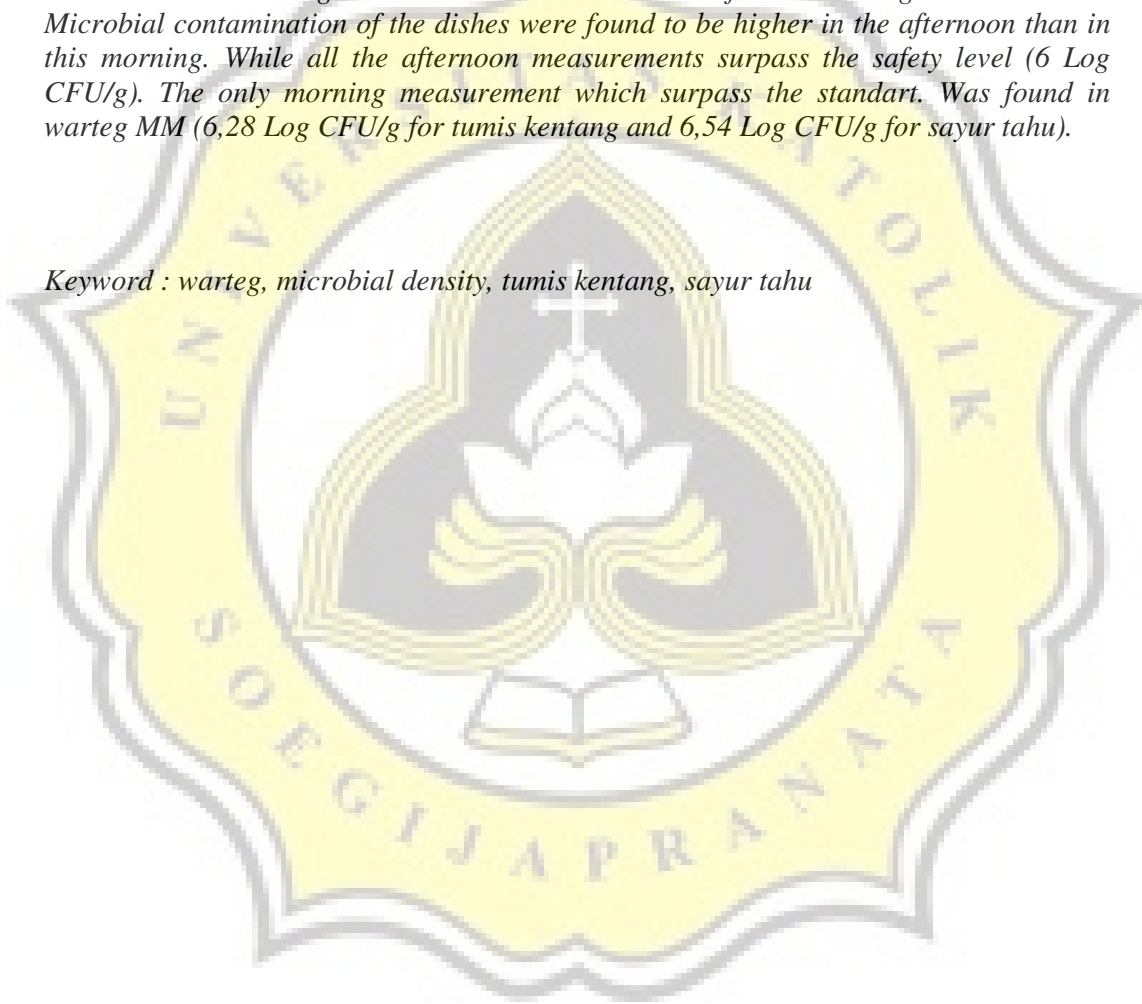 Microbial contamination of the dishes were found to be higher in the afternoon than in
this morning. While all the afternoon measurements surpass the safety level (6 Log
CFU/g). The only morning measurement which surpass the standart. Was found in
warteg MM (6,28 Log CFU/g for tumis kentang and 6,54 Log CFU/g for sayur tahu).
Keyword : warteg, microbial density, tumis kentang, sayur tahu
UNIVERSITAS KATOLIK
SOEGIJAPRANATA